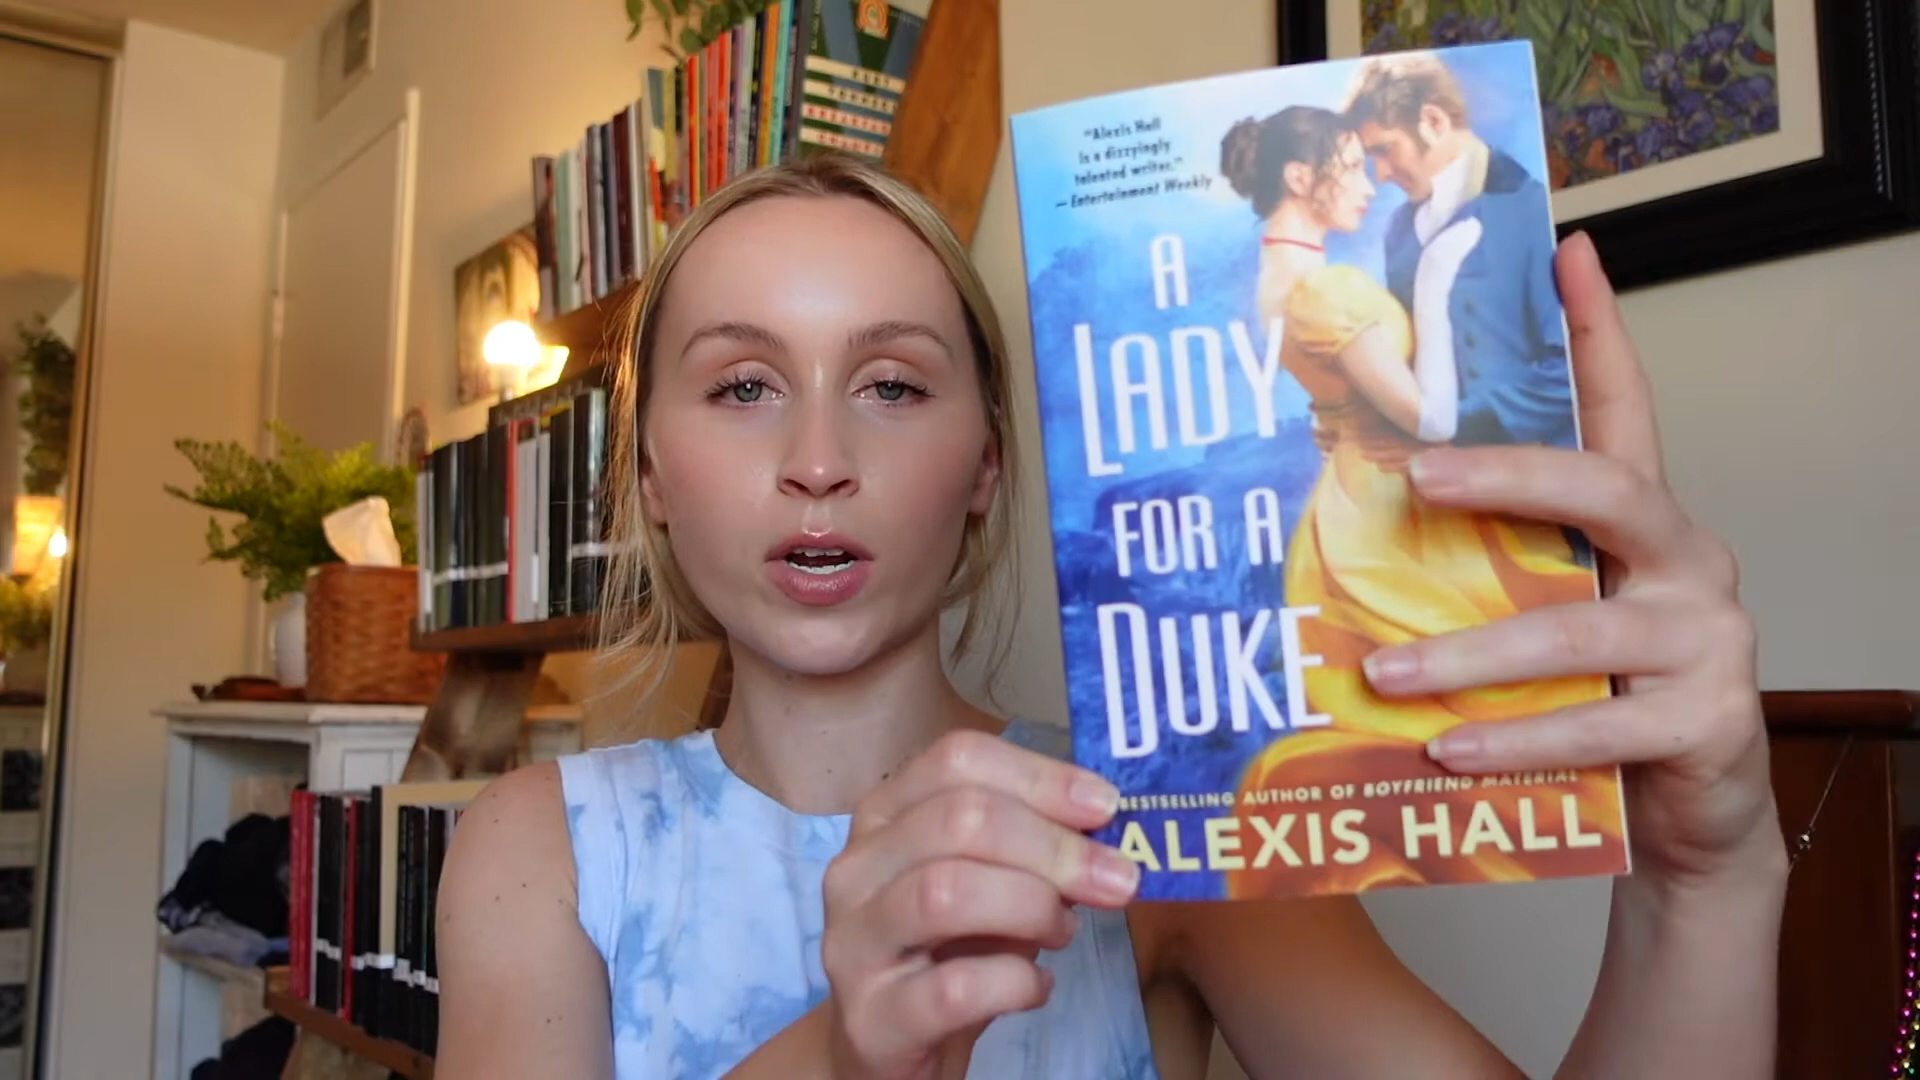 "Alexis Hall
is a dizzyingly
talented writer."
—Entertainment Weekly
A
LADY
FOR A
DUKE
BESTSELLING AUTHOR OF BOYFRIEND MATERIAL
ALEXIS HALL